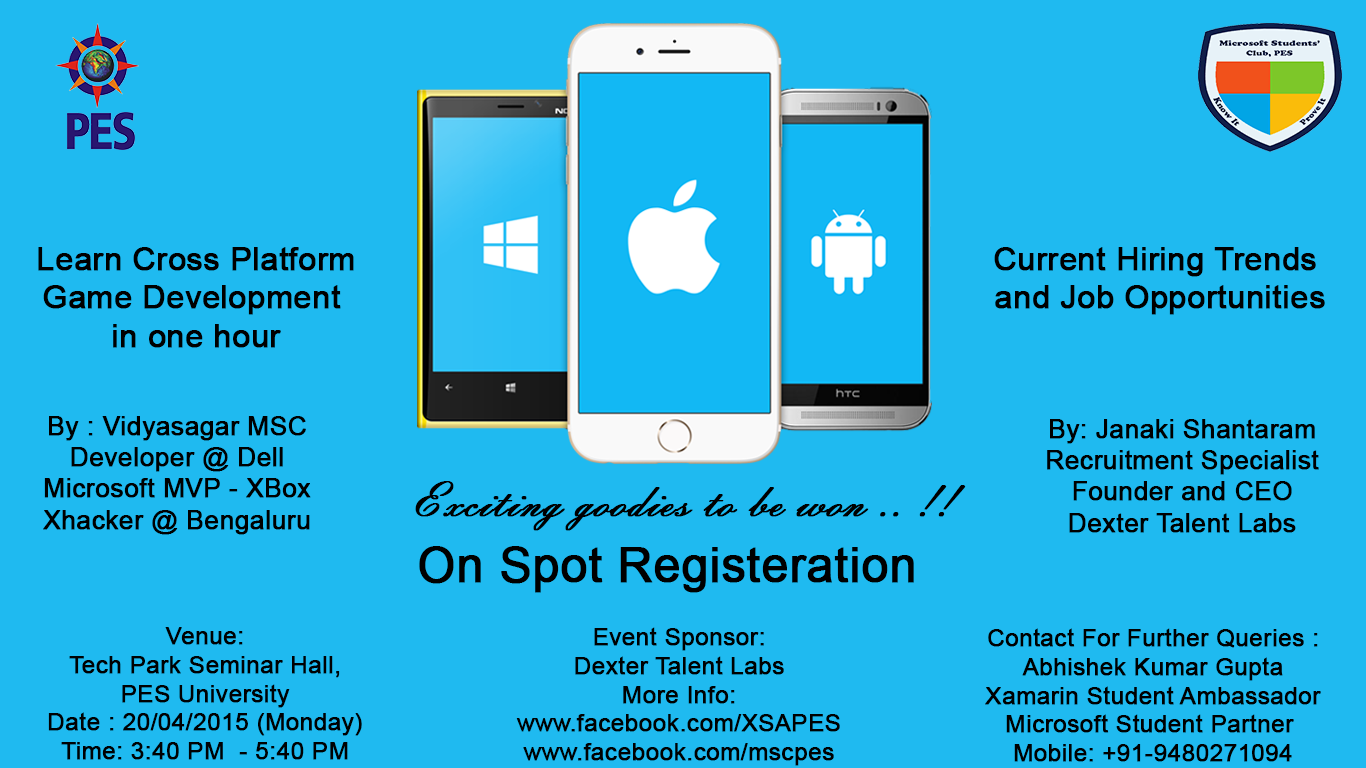 PES
Microsoft Students'
Club, PES
Know It
Prove It
NO
hTC
Learn Cross Platform
Game Development
in one hour
By : Vidyasagar MSC
Developer @ Dell
Microsoft MVP - XBox
Xhacker @ Bengaluru
Current Hiring Trends
and Job Opportunities
By: Janaki Shantaram
Recruitment Specialist
Founder and CEO
Dexter Talent Labs
Exciting goodies to be won .. !!
On Spot Registeration
Venue:
Tech Park Seminar Hall,
PES University
Date : 20/04/2015 (Monday)
Time: 3:40 PM - 5:40 PM
Event Sponsor:
Dexter Talent Labs
More Info:
www.facebook.com/XSAPES
www.facebook.com/mscpes
Contact For Further Queries :
Abhishek Kumar Gupta
Xamarin Student Ambassador
Microsoft Student Partner
Mobile: +91-9480271094